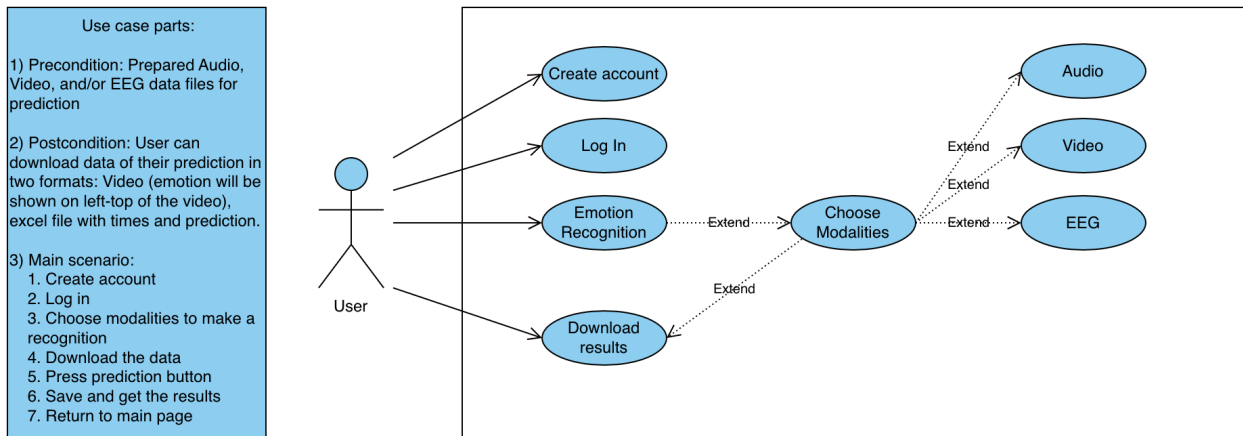 Use case parts:
1) Precondition: Prepared Audio,
Video, and/or EEG data files for
prediction
2) Postcondition: User can
download data of their prediction in
two formats: Video (emotion will be
shown on left-top of the video),
excel file with times and prediction.
3) Main scenario:
1. Create account
2. Log in
3. Choose modalities to make a
recognition
4. Download the data
5. Press prediction button
6. Save and get the results
7. Return to main page
User
Create account
Log In
Emotion
Recognition
Download
results
Extend
Choose
Modalities
Extend
Extend
Extend
Extend
Audio
Video
EEG